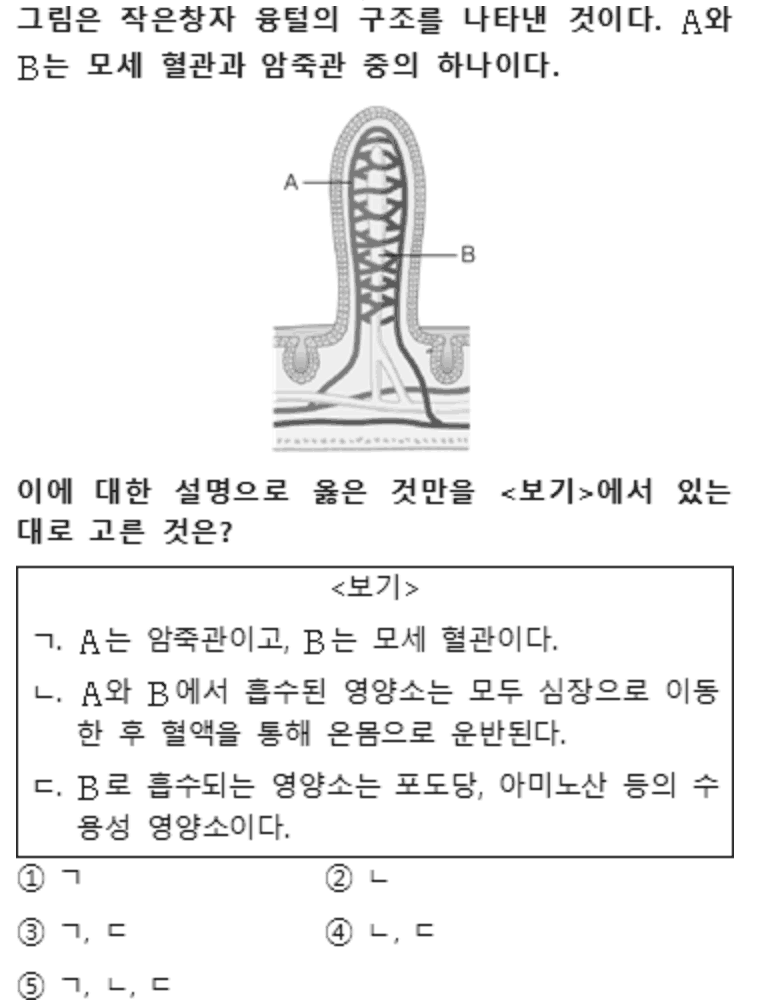 그림은 작은창자 융털의 구조를 나타낸 것이다. A와
B는 모세 혈관과 암죽관 중의 하나이다.
A
B
이에 대한 설명으로 옳은 것만을 <보기>에서 있는
대로 고른 것은?
<보기>
ㄱ. A는 암죽관이고, B는 모세 혈관이다.
ㄴ. A와 B에서 흡수된 영양소는 모두 심장으로 이동
한 후 혈액을 통해 온몸으로 운반된다.
ㄷ. B로 흡수되는 영양소는 포도당, 아미노산 등의 수
용성 영양소이다.
① ㄱ ② ㄴ
③ ㄱ, ㄷ ④ ㄴ, ㄷ
⑤ ㄱ, ㄴ, ㄷ